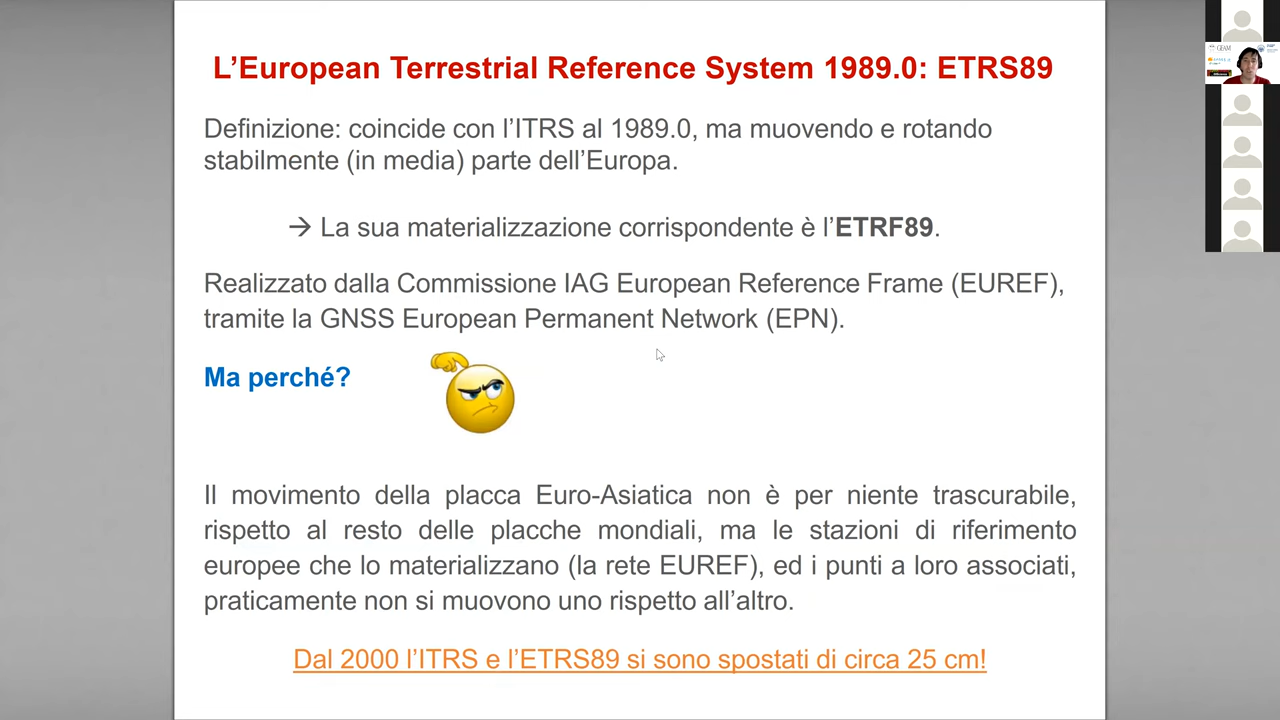 L’European Terrestrial Reference System 1989.0: ETRS89
Definizione: coincide con l’ITRS al 1989.0, ma muovendo e rotando
stabilmente (in media) parte dell’Europa.
→ La sua materializzazione corrispondente è l’ETRF89.
Realizzato dalla Commissione IAG European Reference Frame (EUREF),
tramite la GNSS European Permanent Network (EPN).
Ma perché?
Il movimento della placca Euro-Asiatica non è per niente trascurabile,
rispetto al resto delle placche mondiali, ma le stazioni di riferimento
europee che lo materializzano (la rete EUREF), ed i punti a loro associati,
praticamente non si muovono uno rispetto all’altro.
Dal 2000 l’ITRS e l’ETRS89 si sono spostati di circa 25 cm!
GEAM